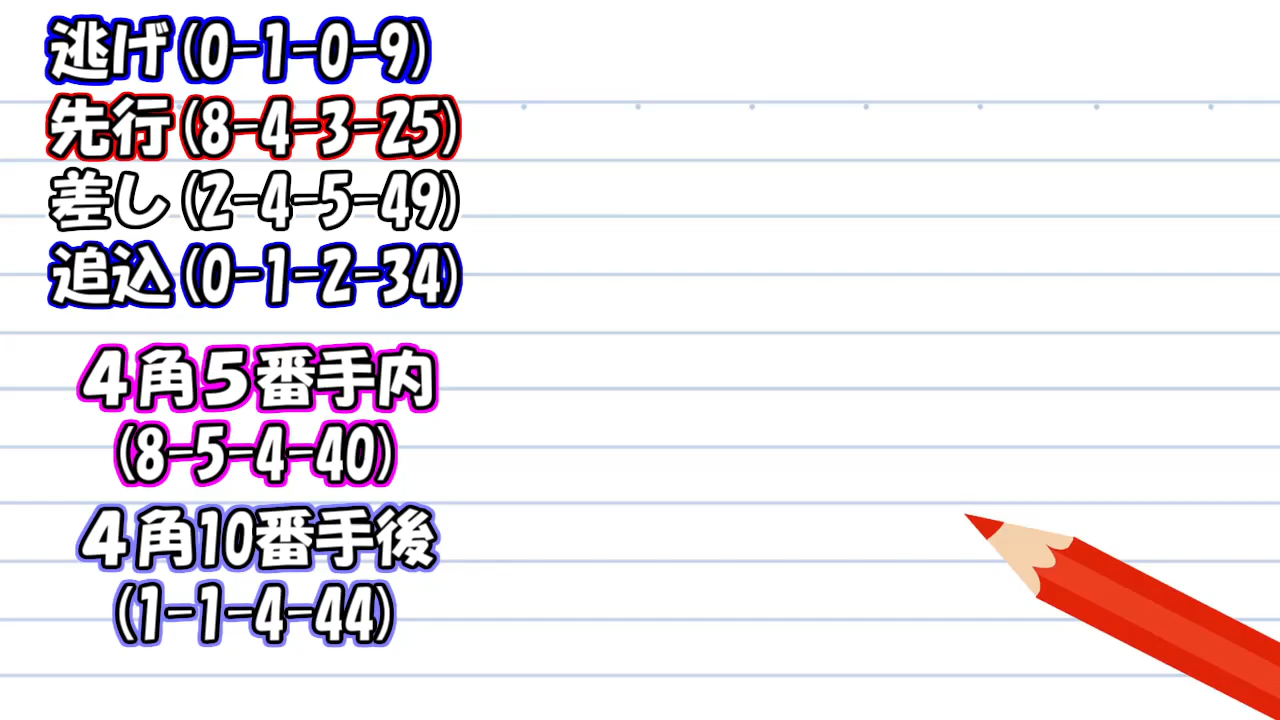 逃げ(0-1-0-9)
先行(8-4-3-25)
差し(2-4-5-49)
追込(0-1-2-34)
４角５番手内
(8-5-4-40)
４角10番手後
(1-1-4-44)